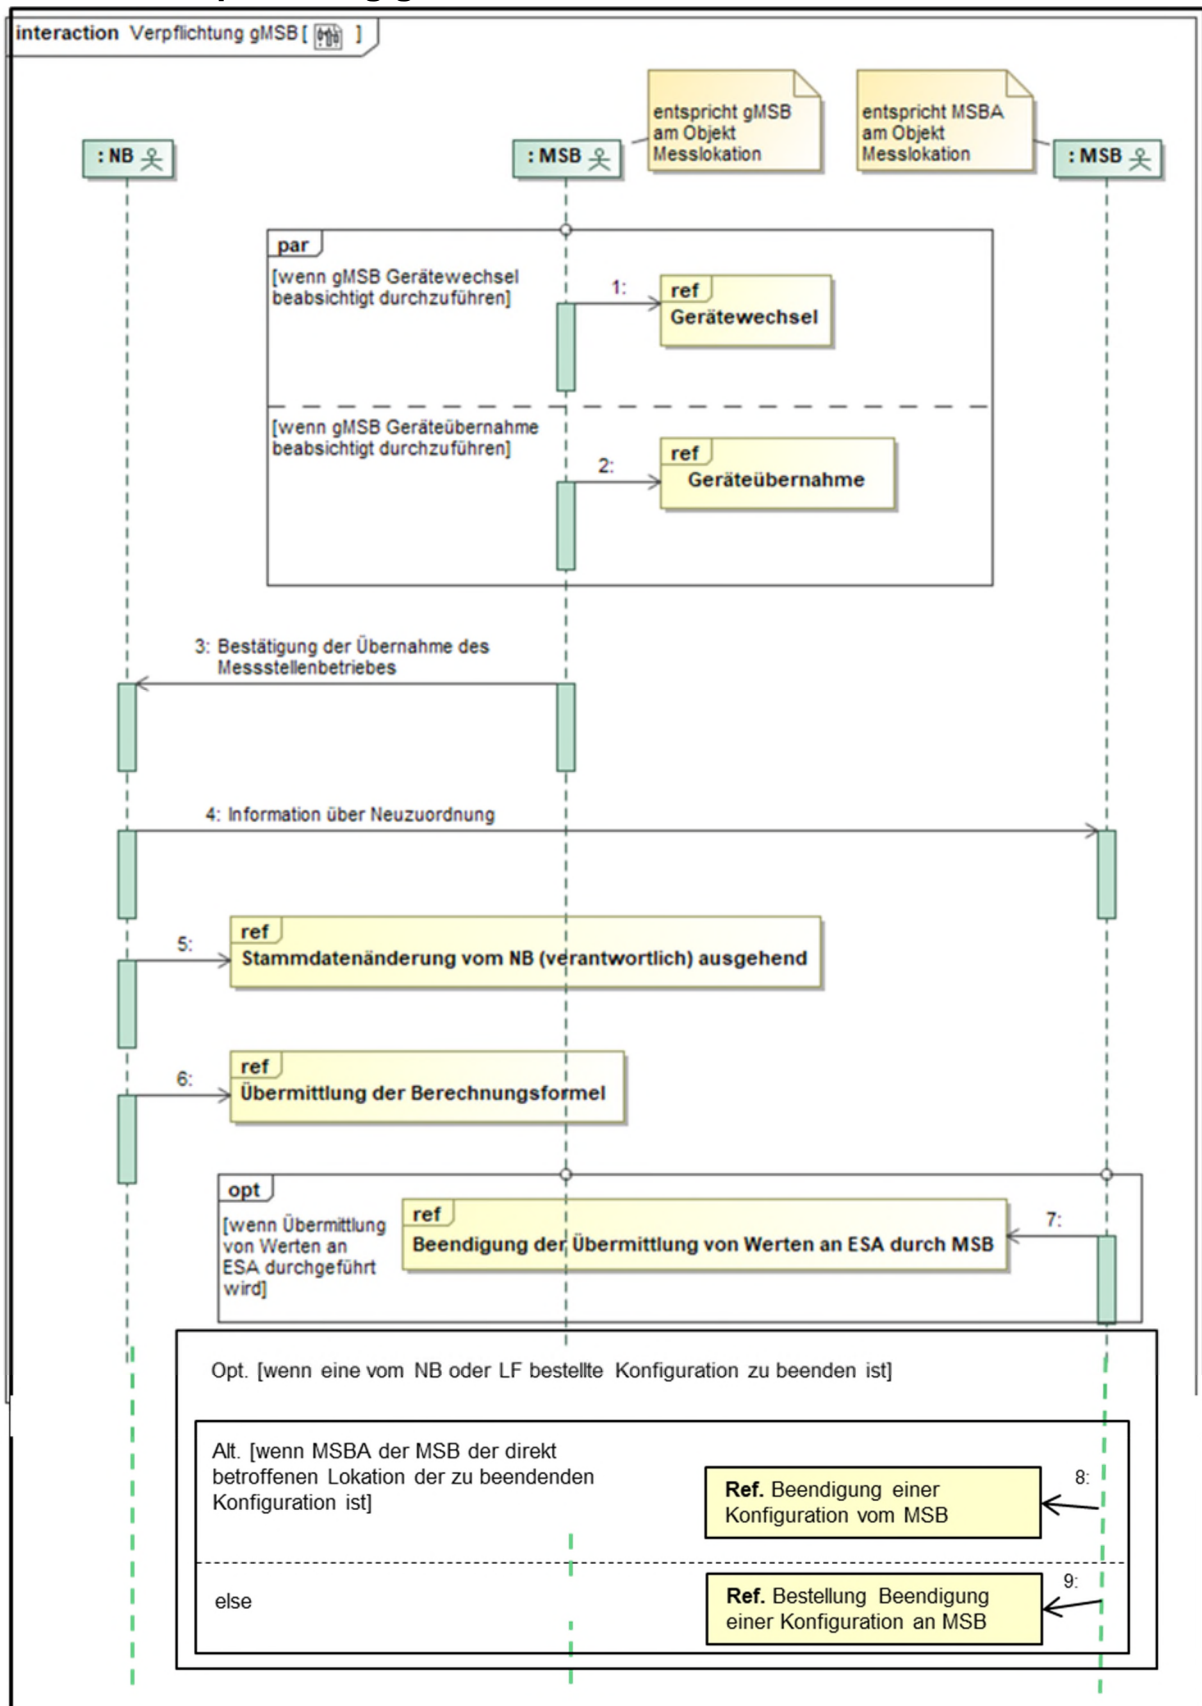 interaction Verpflichtung gMSB [ ]
entspricht gMSB
am Objekt
Messlokation
entspricht MSBA
am Objekt
Messlokation
: NB
: MSB
: MSB
par
[wenn gMSB Gerätewechsel
beabsichtigt durchzuführen]
1:
ref
Gerätewechsel
[wenn gMSB Geräteübernahme
beabsichtigt durchzuführen]
2:
ref
Geräteübernahme
3: Bestätigung der Übernahme des
Messstellenbetriebes
4: Information über Neuzuordnung
5:
ref
Stammdatenänderung vom NB (verantwortlich) ausgehend
6:
ref
Übermittlung der Berechnungsformel
opt
[wenn Übermittlung
von Werten an
ESA durchgeführt
wird]
ref
Beendigung der Übermittlung von Werten an ESA durch MSB
7:
Opt. [wenn eine vom NB oder LF bestellte Konfiguration zu beenden ist]
Alt. [wenn MSBA der MSB der direkt
betroffenen Lokation der zu beendenden
Konfiguration ist]
Ref. Beendigung einer
Konfiguration vom MSB
8:
else
Ref. Bestellung Beendigung
einer Konfiguration an MSB
9: